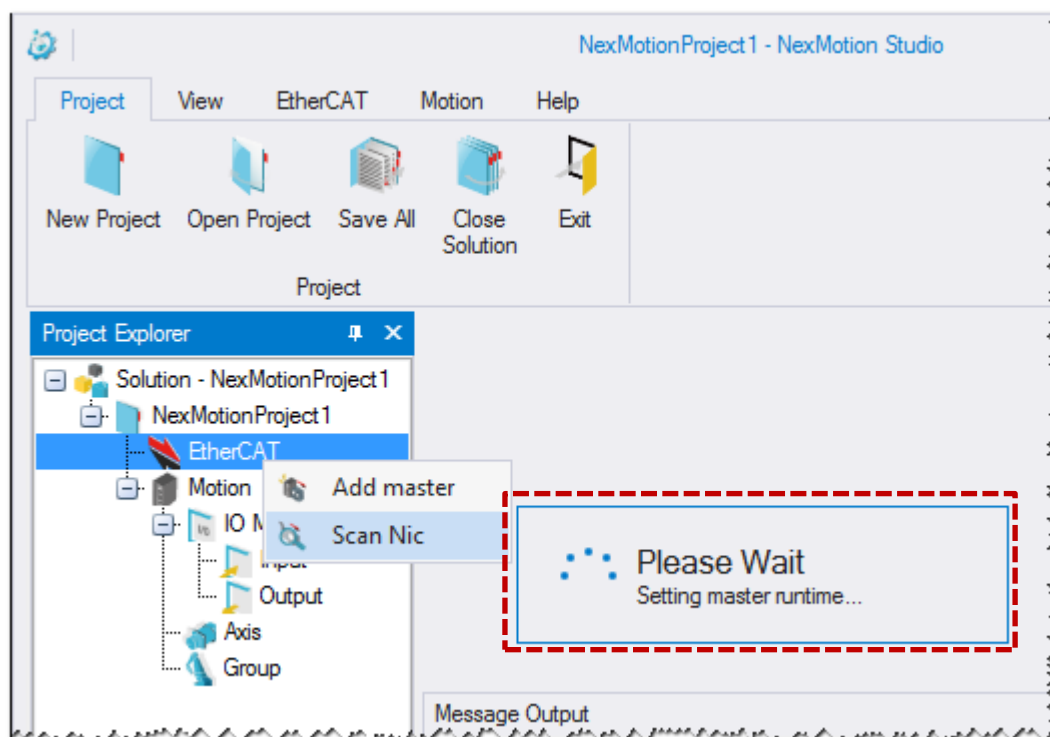 NexMotionProject1 - NexMotion Studio
Project View EtherCAT Motion Help
New Project Open Project Save All Close Solution Exit
Project
Project Explorer
Solution - NexMotionProject1
NexMotionProject1
EtherCAT
Motion
Add master
IO
Scan Nic
Input
Output
Axis
Group
Please Wait
Setting master runtime...
Message Output